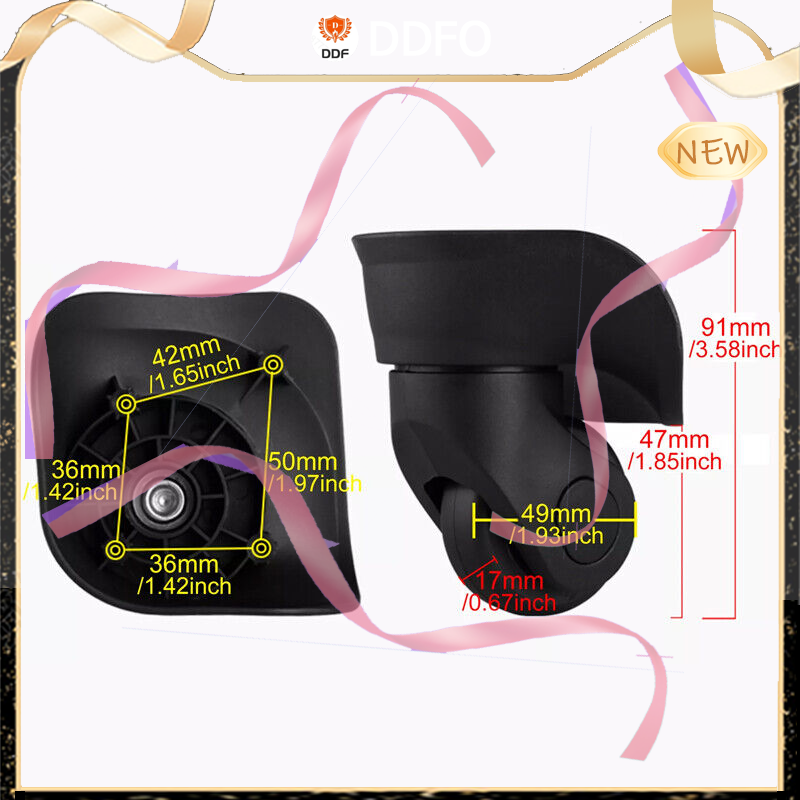 DDFO
D
DDF
NEW
42mm
/1.65inch
36mm
/1.42inch
50mm
/1.97inch
36mm
/1.42inch
91mm
/3.58inch
47mm
/1.85inch
49mm
/1.93inch
17mm
/0.67inch